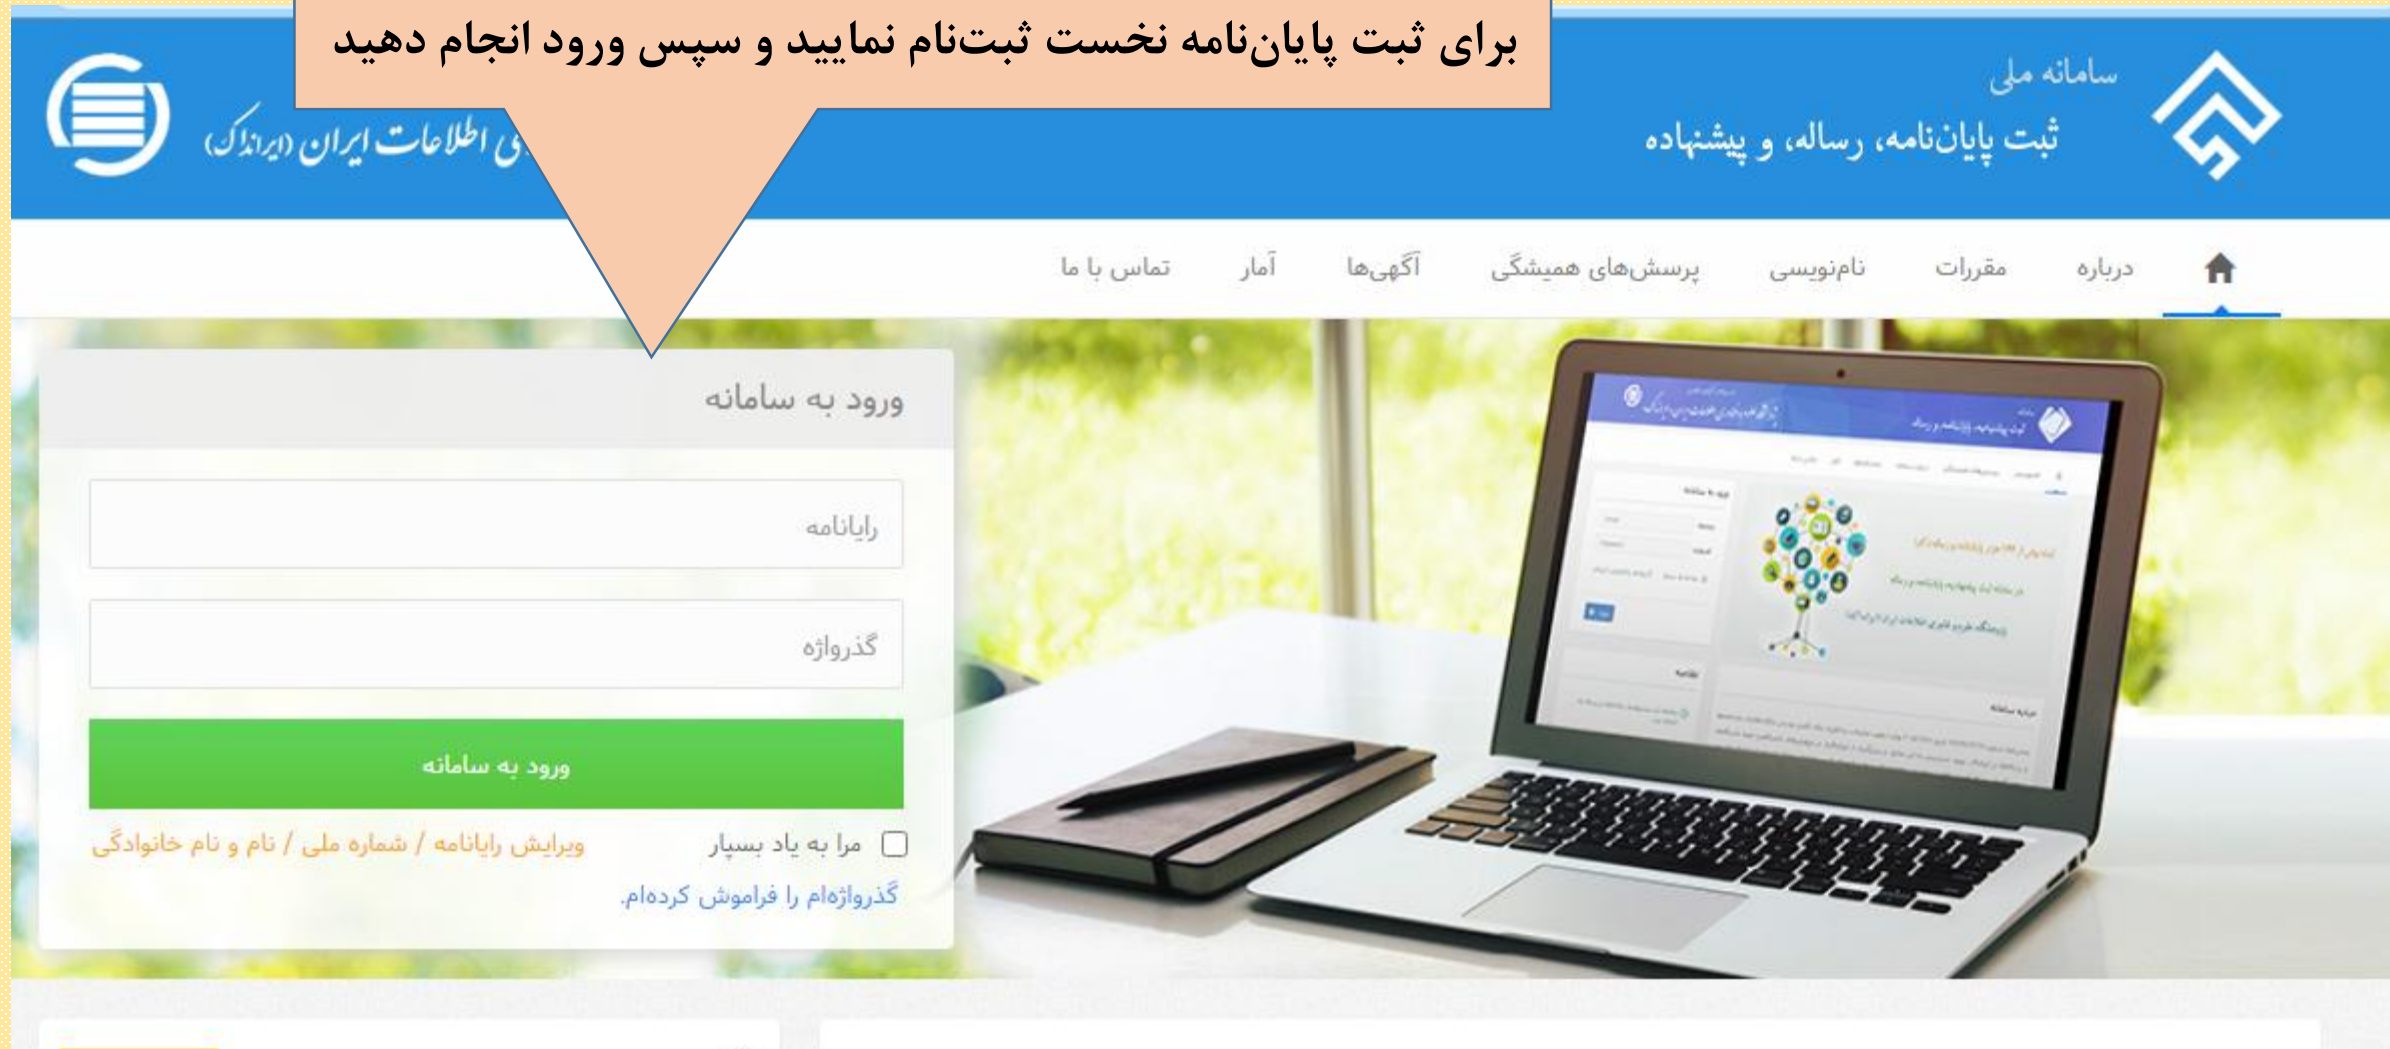 برای ثبت پایان‌نامه نخست ثبت‌نام نمایید و سپس ورود انجام دهید
سامانه ملی
ثبت پایان‌نامه، رساله، و پیشنهاده
اطلاعات ایران (ایرانداک)
درباره
مقررات
نام‌نویسی
پرسش‌های همیشگی
آگهی‌ها
آمار
تماس با ما
ورود به سامانه
رایانامه
گذرواژه
ورود به سامانه
مرا به یاد بسپار
ویرایش رایانامه / شماره ملی / نام و نام خانوادگی
گذرواژه‌ام را فراموش کرده‌ام.